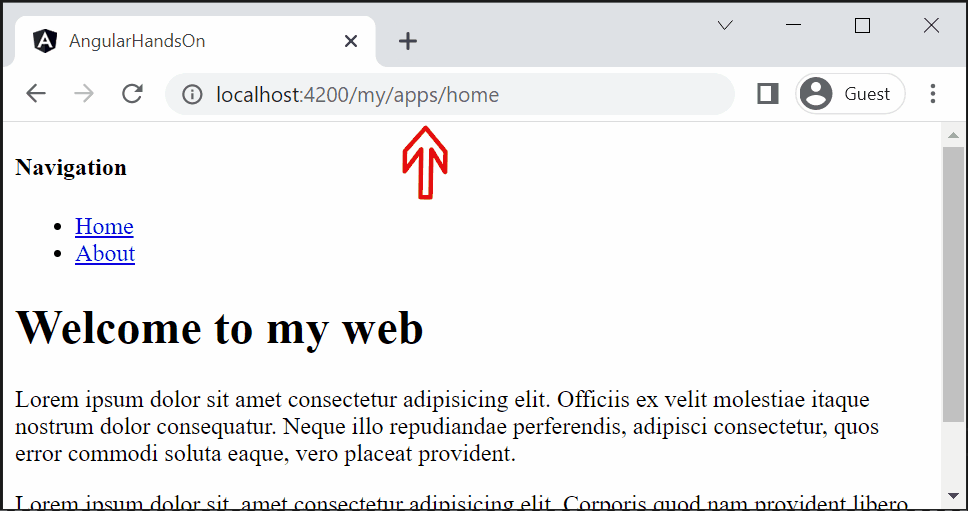 AngularHandsOn
localhost:4200/my/apps/home
Guest
Navigation
Home
About
Welcome to my web
Lorem ipsum dolor sit amet consectetur adipisicing elit. Officiis ex velit molestiae itaque
nostrum dolor consequatur. Neque illo repudiandae perferendis, adipisci consectetur, quos
error commodi soluta eaque, vero placeat provident.
Lorem ipsum dolor sit, amet consectetur adipisicing elit. Corporis quod nam provident libero